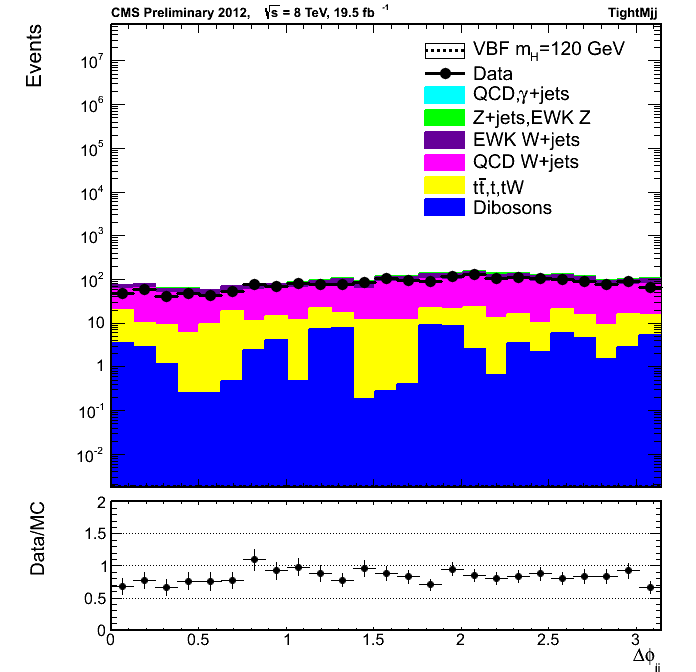 CMS Preliminary 2012, √s = 8 TeV, 19.5 fb⁻¹ TightMjj
Events
VBF m_H=120 GeV
Data
QCD,γ+jets
Z+jets,EWK Z
EWK W+jets
QCD W+jets
tt̄,t,tW
Dibosons
10⁷
10⁶
10⁵
10⁴
10³
10²
10
1
10⁻¹
10⁻²
Data/MC
2
1.5
1
0.5
0
0 0.5 1 1.5 2 2.5 3
Δϕ_jj